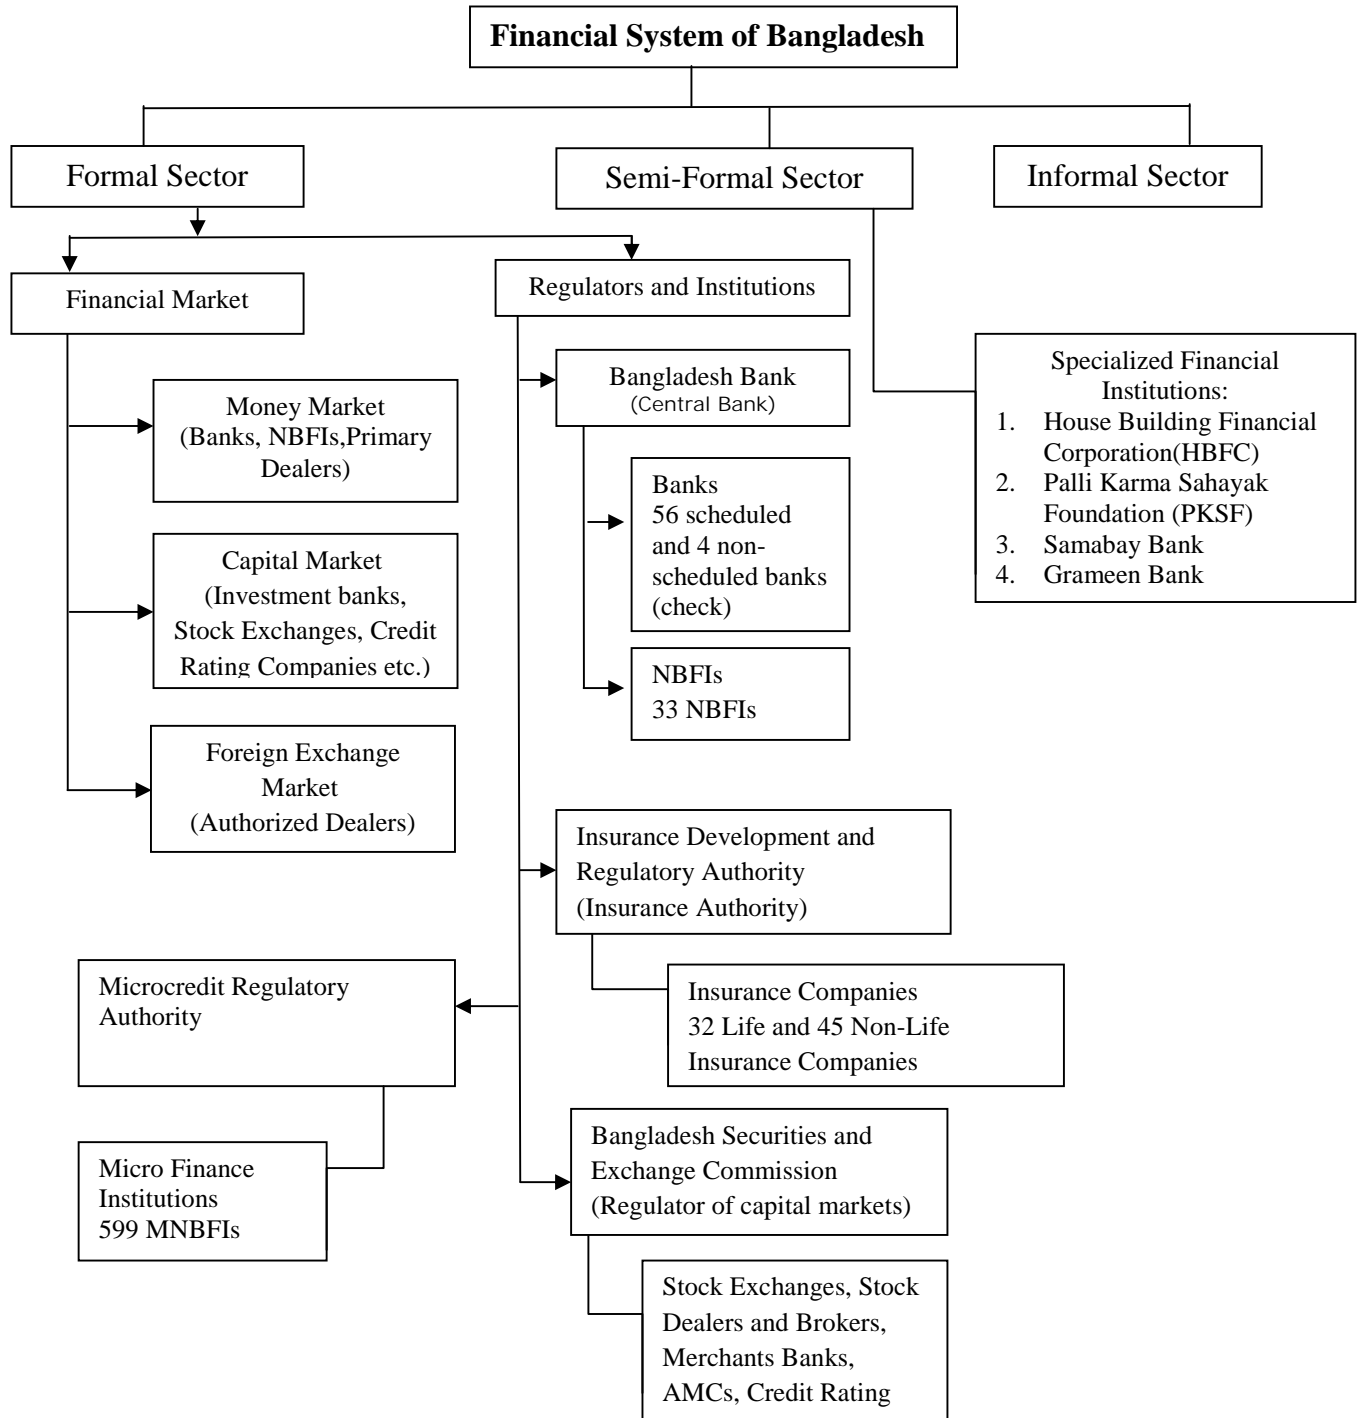 Financial System of Bangladesh
Formal Sector
Semi-Formal Sector
Informal Sector
Financial Market
Regulators and Institutions
Money Market
(Banks, NBFIs,Primary
Dealers)
Capital Market
(Investment banks,
Stock Exchanges, Credit
Rating Companies etc.)
Foreign Exchange
Market
(Authorized Dealers)
Bangladesh Bank
(Central Bank)
Banks
56 scheduled
and 4 non-
scheduled banks
(check)
NBFIs
33 NBFIs
Specialized Financial
Institutions:
1. House Building Financial
Corporation(HBFC)
2. Palli Karma Sahayak
Foundation (PKSF)
3. Samabay Bank
4. Grameen Bank
Insurance Development and
Regulatory Authority
(Insurance Authority)
Insurance Companies
32 Life and 45 Non-Life
Insurance Companies
Microcredit Regulatory
Authority
Micro Finance
Institutions
599 MNBFIs
Bangladesh Securities and
Exchange Commission
(Regulator of capital markets)
Stock Exchanges, Stock
Dealers and Brokers,
Merchants Banks,
AMCs, Credit Rating